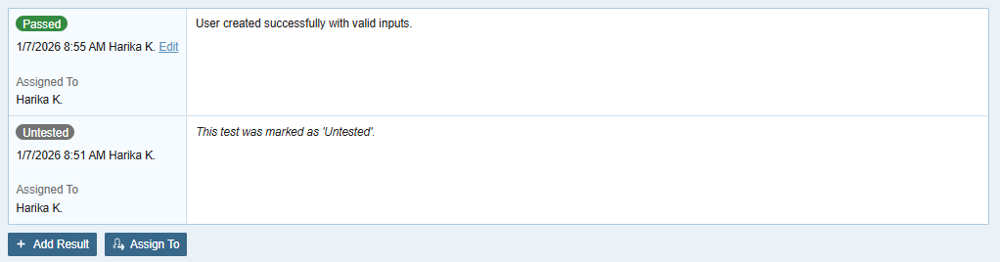 Passed
User created successfully with valid inputs.
1/7/2026 8:55 AM Harika K. Edit
Assigned To
Harika K.
Untested
This test was marked as 'Untested'.
1/7/2026 8:51 AM Harika K.
Assigned To
Harika K.
+ Add Result
Assign To